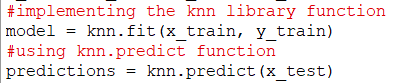 #implementing the knn library function
model = knn.fit(x_train, y_train)
#using knn.predict function
predictions = knn.predict(x_test)